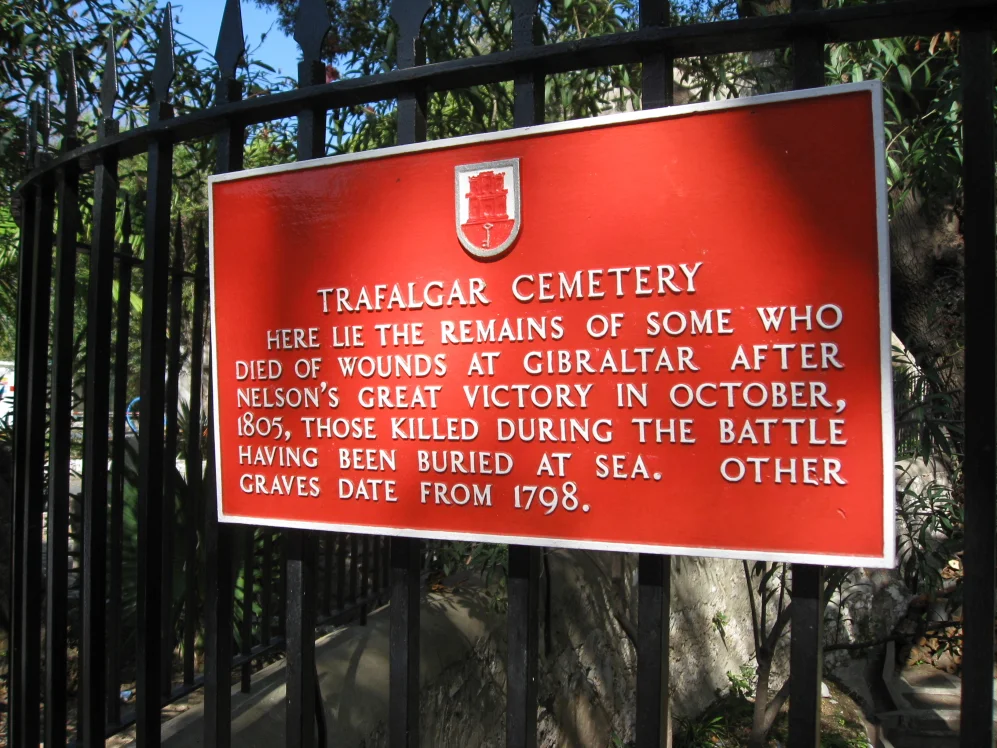 TRAFALGAR CEMETERY
HERE LIE THE REMAINS OF SOME WHO
DIED OF WOUNDS AT GIBRALTAR AFTER
NELSON'S GREAT VICTORY IN OCTOBER,
1805, THOSE KILLED DURING THE BATTLE
HAVING BEEN BURIED AT SEA. OTHER
GRAVES DATE FROM 1798.